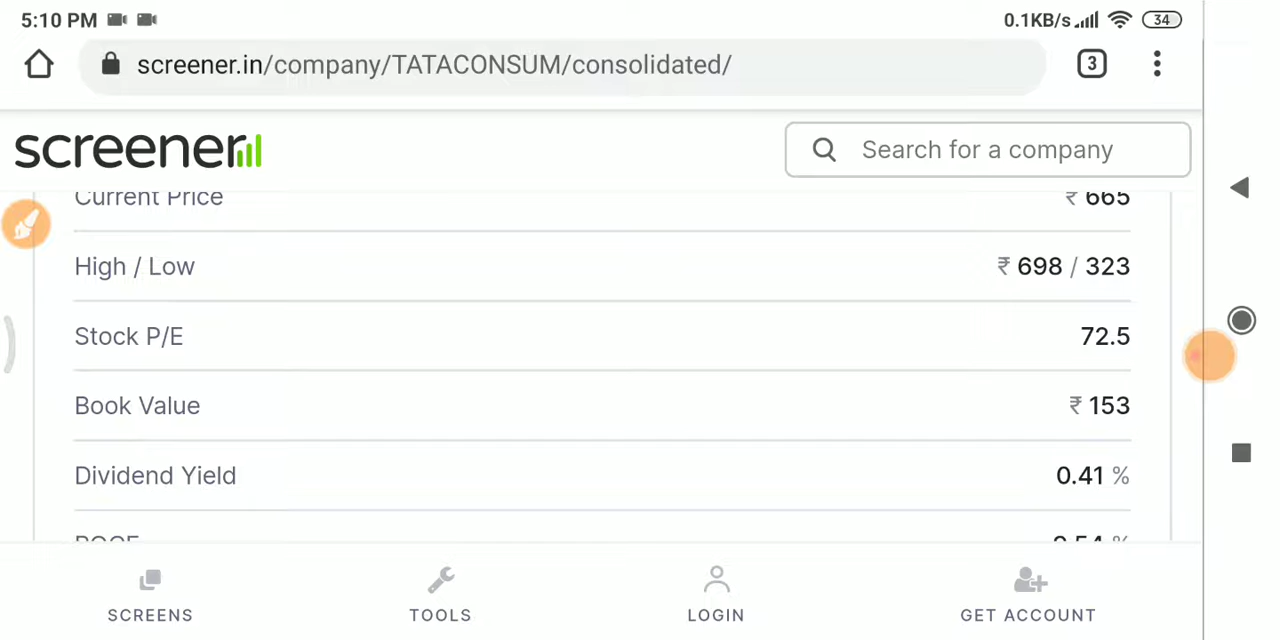 5:10 PM 0.1KB/s 34
screener.in/company/TATACONSUM/consolidated/ 3
screener Search for a company
Current Price ₹ 665
High / Low ₹ 698 / 323
Stock P/E 72.5
Book Value ₹ 153
Dividend Yield 0.41 %
SCREENS TOOLS LOGIN GET ACCOUNT